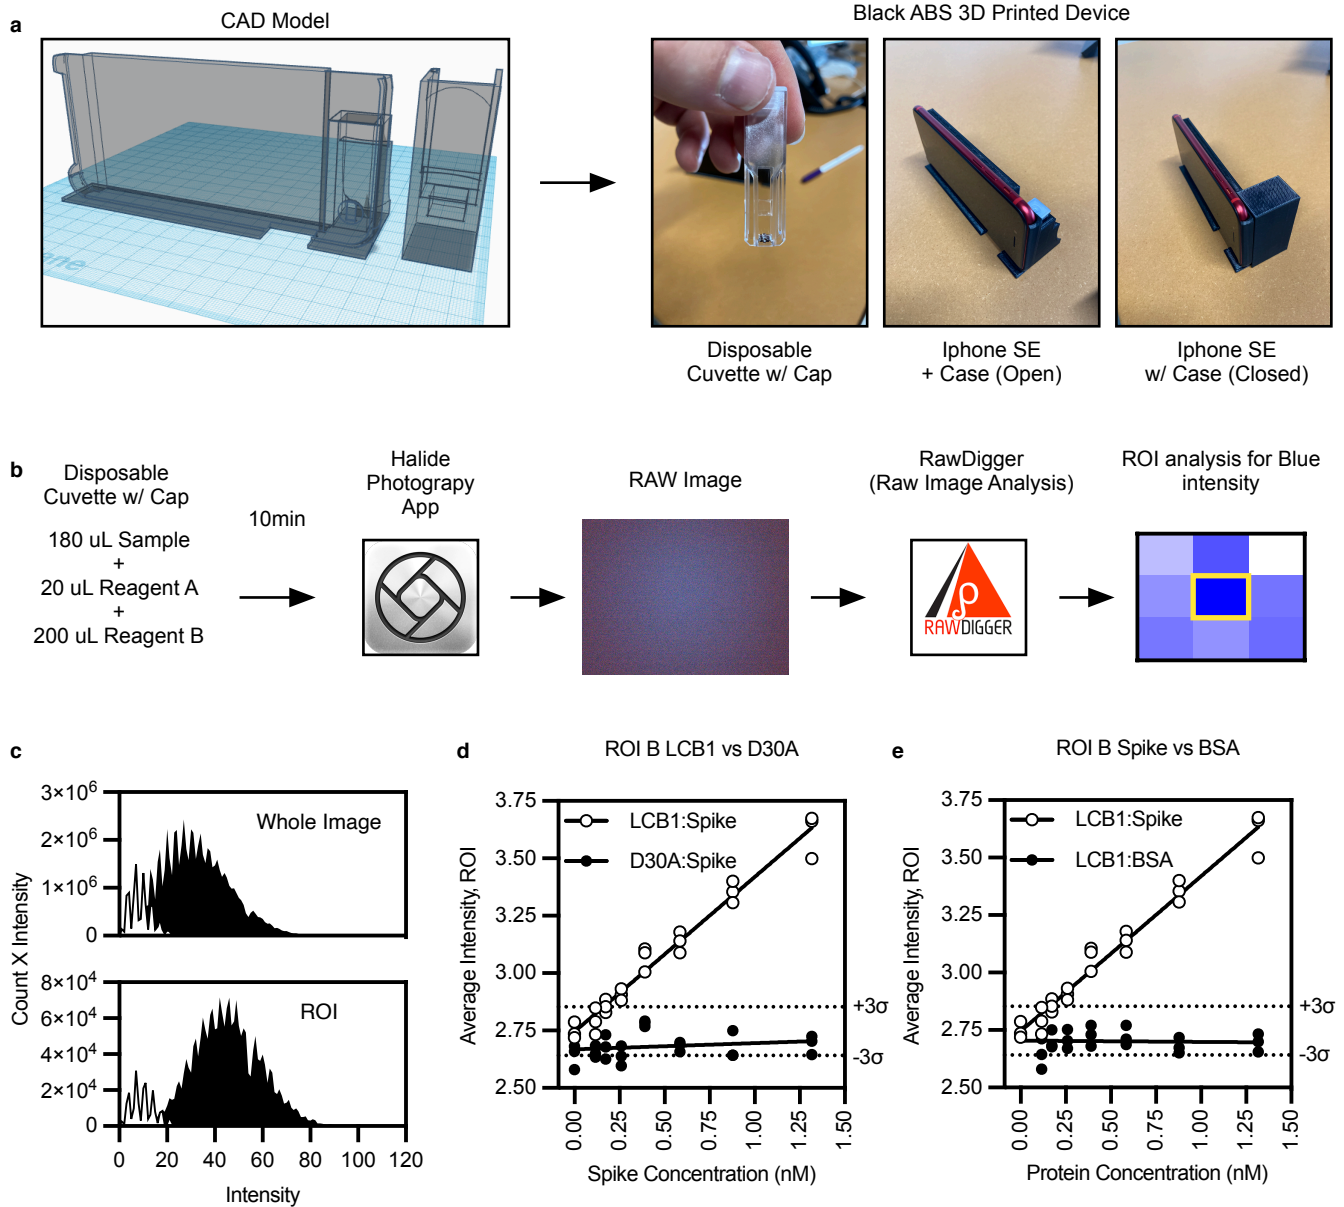 a
CAD Model
Black ABS 3D Printed Device
ane
Disposable
Cuvette w/ Cap
Iphone SE
+ Case (Open)
Iphone SE
w/ Case (Closed)
b
Disposable
Cuvette w/ Cap
180 uL Sample
+
20 uL Reagent A
+
200 uL Reagent B
10min
Halide
Photograpy
App
RAW Image
RawDigger
(Raw Image Analysis)
RAWDIGGER
ROI analysis for Blue
intensity
c
Count X Intensity
3×10⁶
2×10⁶
1×10⁶
0
Whole Image
8×10⁴
6×10⁴
4×10⁴
2×10⁴
0
ROI
0 20 40 60 80 100 120
Intensity
d
ROI B LCB1 vs D30A
Average Intensity, ROI
3.75
3.50
3.25
3.00
2.75
2.50
LCB1:Spike
D30A:Spike
+3σ
-3σ
0.00 0.25 0.50 0.75 1.00 1.25 1.50
Spike Concentration (nM)
e
ROI B Spike vs BSA
Average Intensity, ROI
3.75
3.50
3.25
3.00
2.75
2.50
LCB1:Spike
LCB1:BSA
+3σ
-3σ
0.00 0.25 0.50 0.75 1.00 1.25 1.50
Protein Concentration (nM)